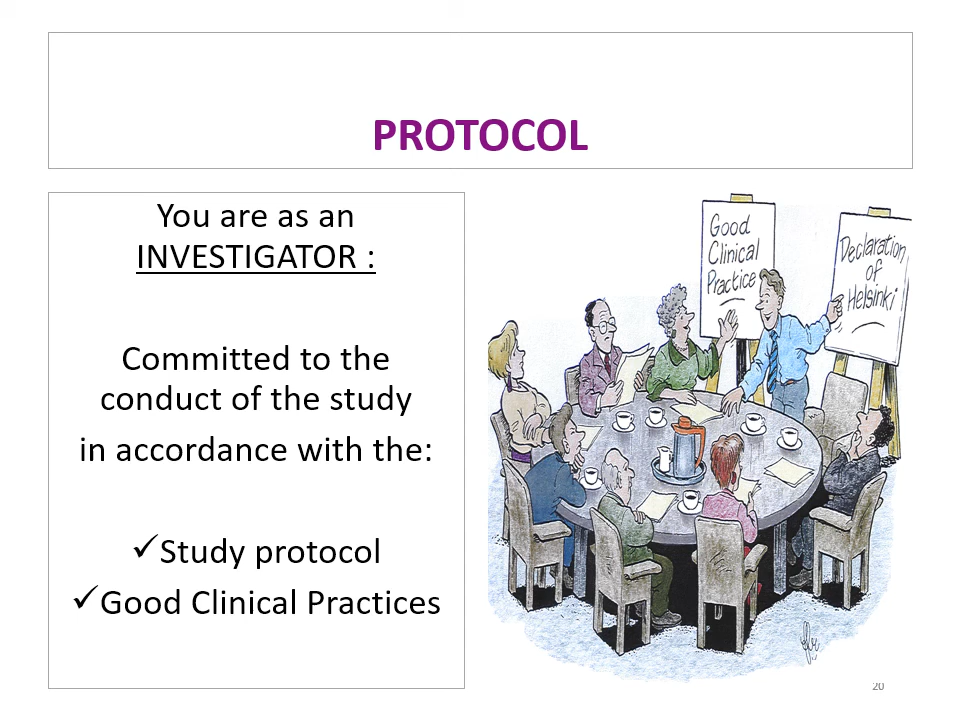 PROTOCOL
You are as an
INVESTIGATOR :
Committed to the
conduct of the study
in accordance with the:
✓Study protocol
✓Good Clinical Practices
Good
Clinical
Practice
Declaration
of
Helsinki
20